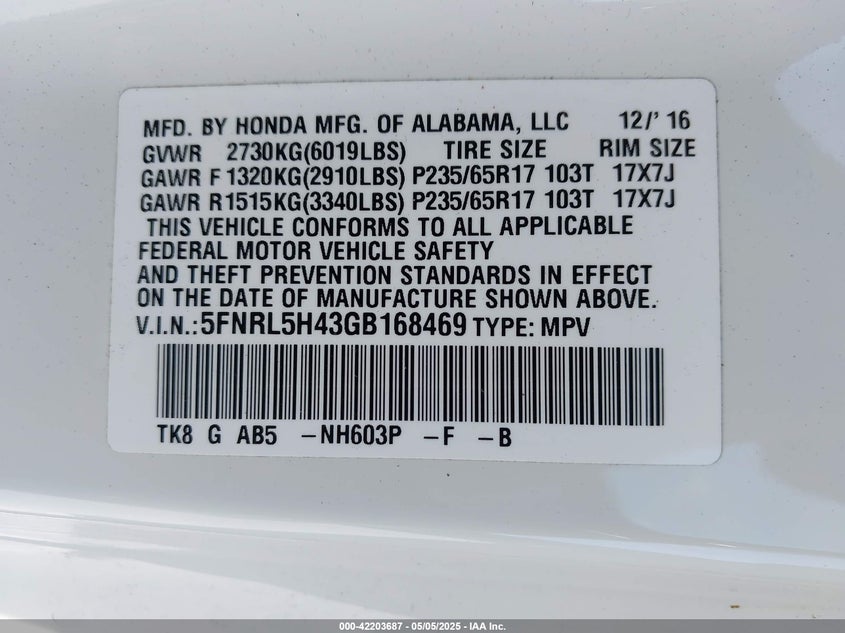 MFD. BY HONDA MFG. OF ALABAMA, LLC 12/' 16
GVWR 2730KG(6019LBS) TIRE SIZE RIM SIZE
GAWR F 1320KG(2910LBS) P235/65R17 103T 17X7J
GAWR R1515KG(3340LBS) P235/65R17 103T 17X7J
THIS VEHICLE CONFORMS TO ALL APPLICABLE
FEDERAL MOTOR VEHICLE SAFETY
AND THEFT PREVENTION STANDARDS IN EFFECT
ON THE DATE OF MANUFACTURE SHOWN ABOVE.
V.I.N.:5FNRL5H43GB168469 TYPE: MPV
TK8 G AB5 -NH603P -F -B
000-42203687 - 05/05/2025 - IAA Inc.